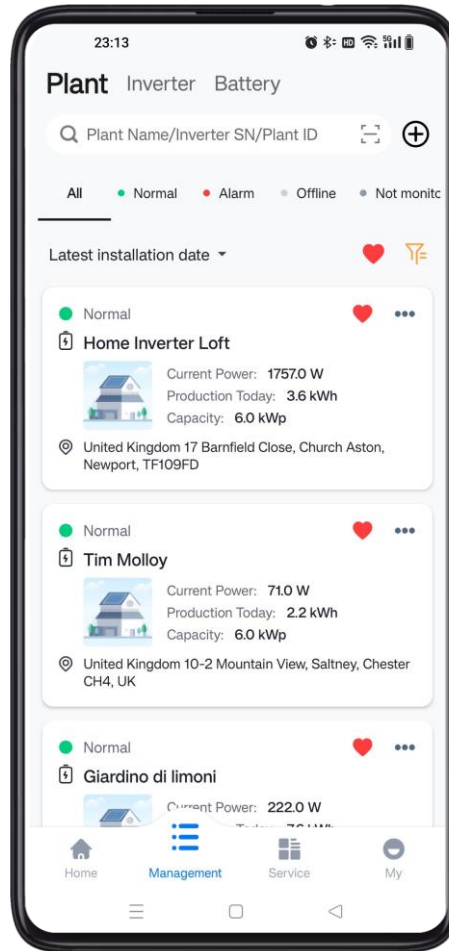 23:13
HD 5G
Plant Inverter Battery
Plant Name/Inverter SN/Plant ID
All Normal Alarm Offline Not monitc
Latest installation date
Normal
Home Inverter Loft
Current Power: 1757.0 W
Production Today: 3.6 kWh
Capacity: 6.0 kWp
United Kingdom 17 Barnfield Close, Church Aston,
Newport, TF109FD
Normal
Tim Molloy
Current Power: 71.0 W
Production Today: 2.2 kWh
Capacity: 6.0 kWp
United Kingdom 10-2 Mountain View, Saltney, Chester
CH4, UK
Normal
Giardino di limoni
Current Power: 222.0 W
Home Management Service My